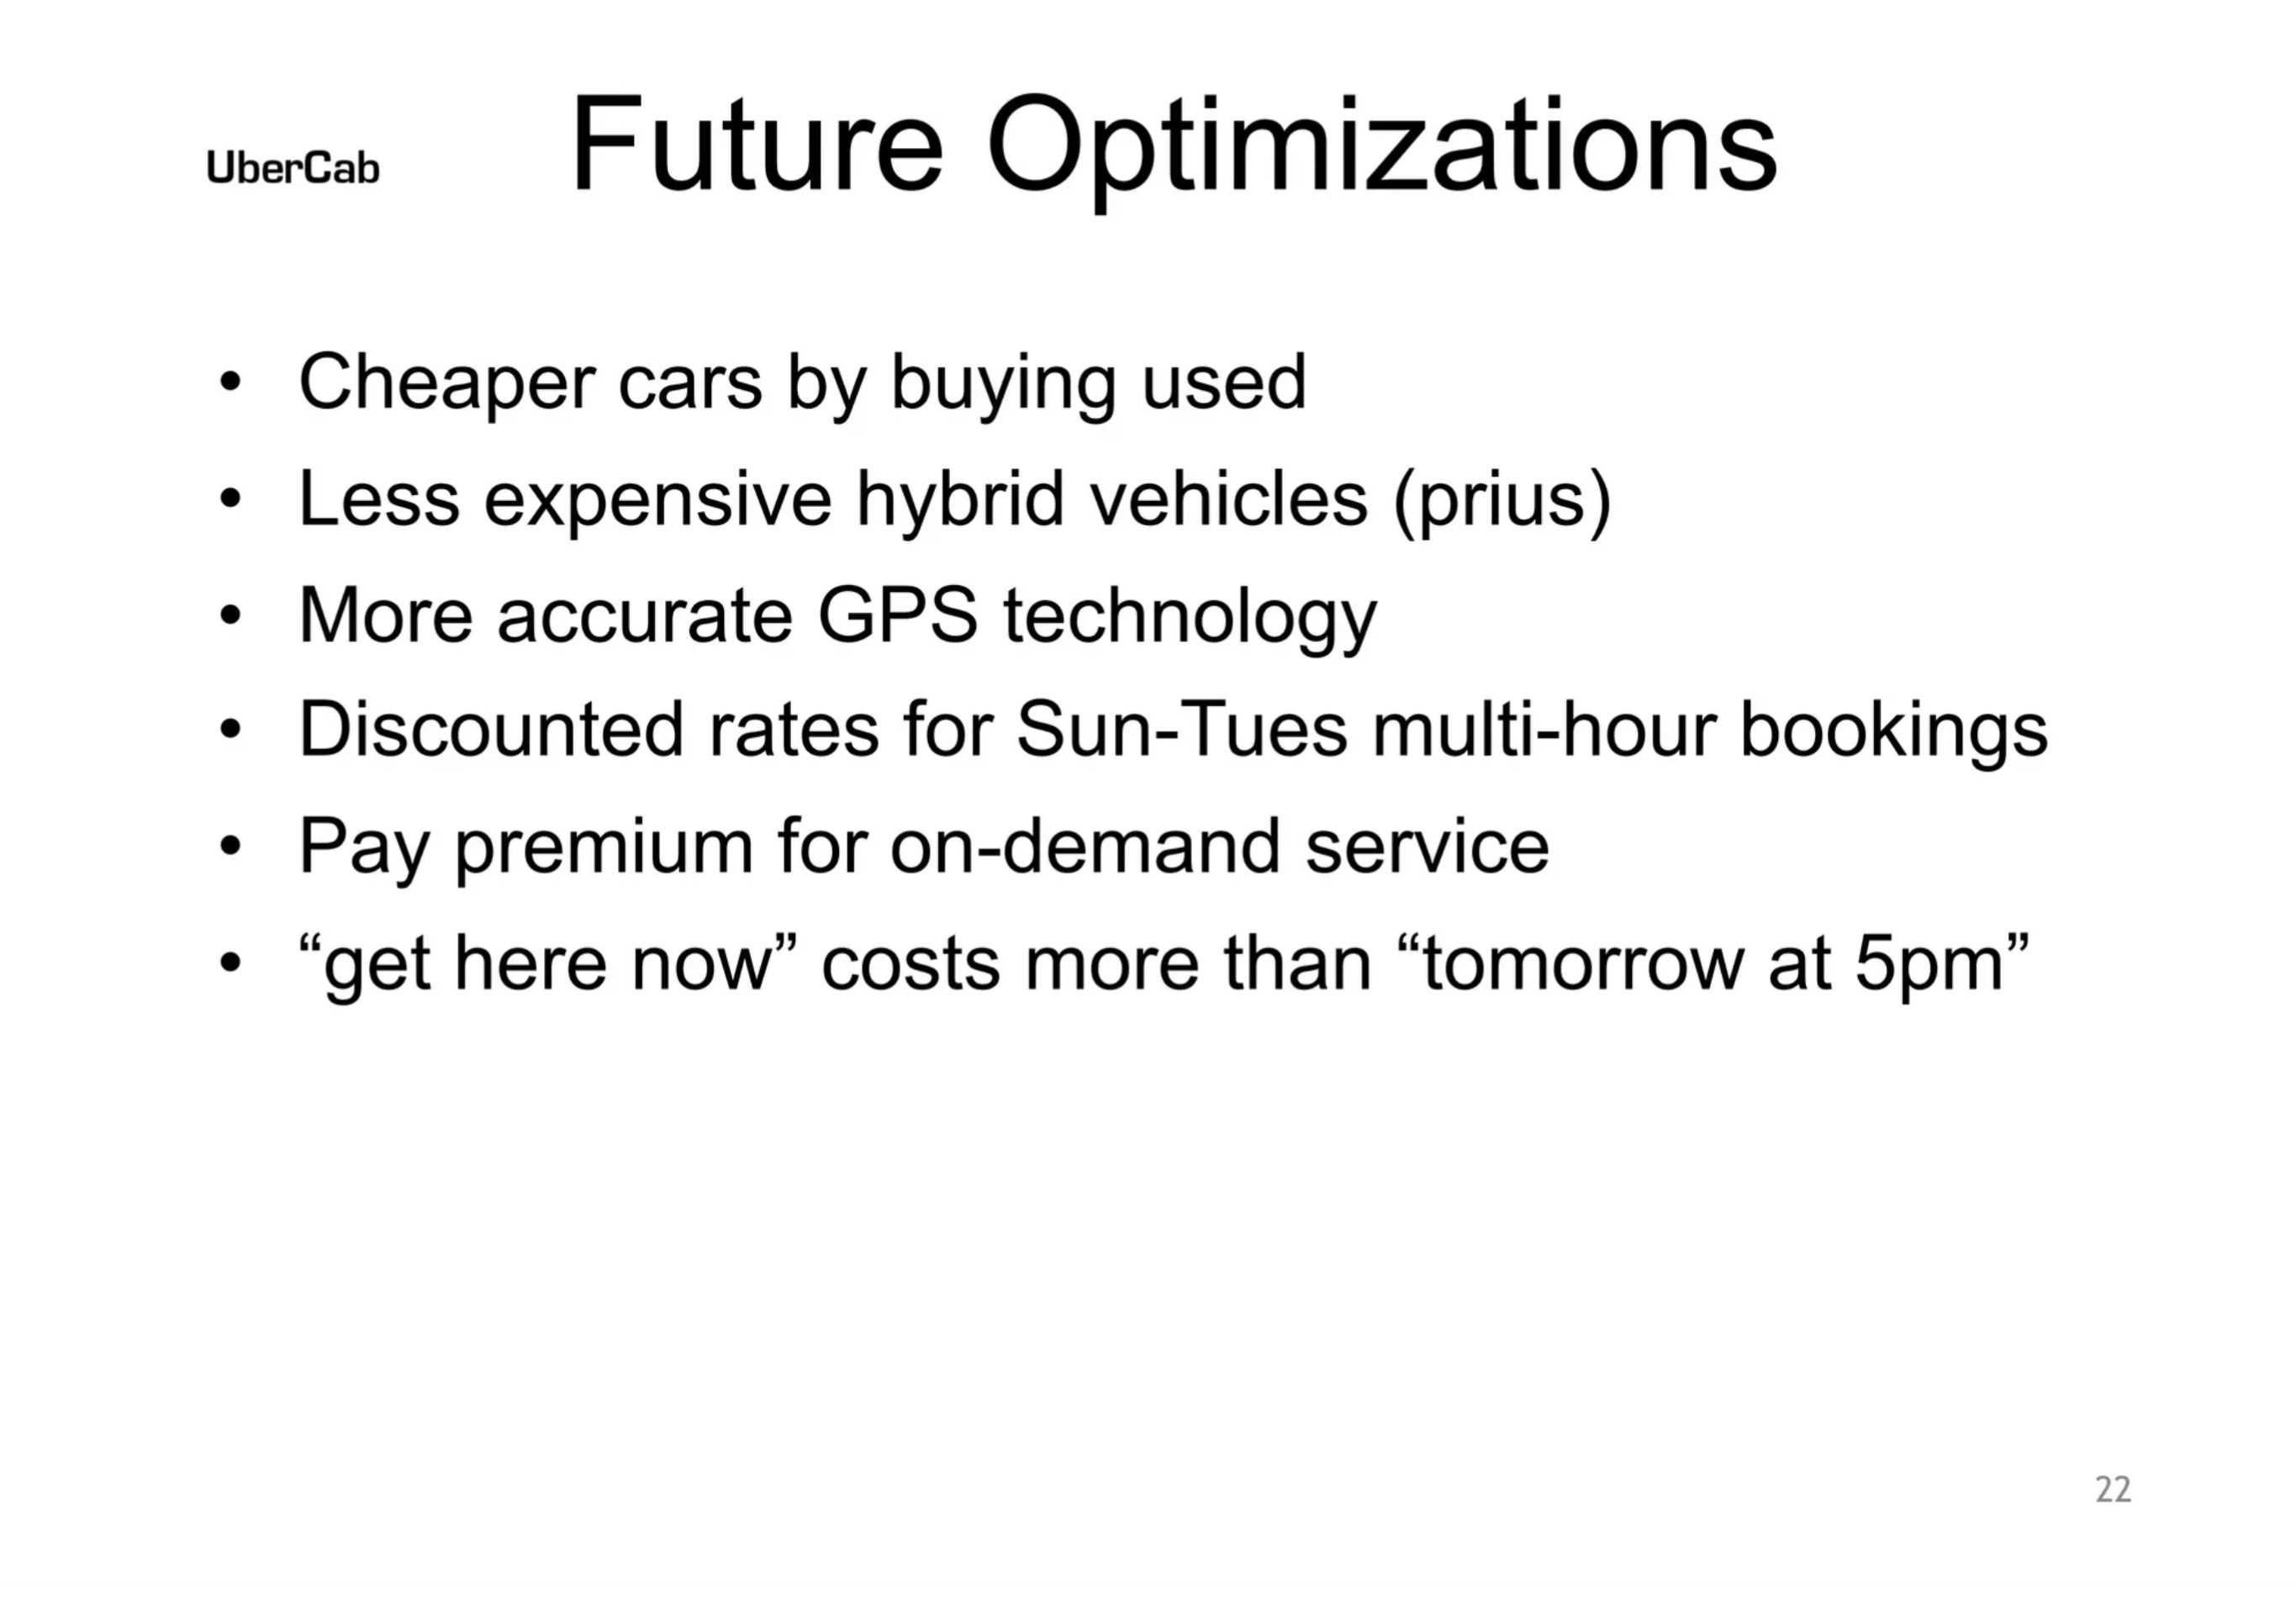 UberCab
Future Optimizations
• Cheaper cars by buying used
• Less expensive hybrid vehicles (prius)
• More accurate GPS technology
• Discounted rates for Sun-Tues multi-hour bookings
• Pay premium for on-demand service
• “get here now” costs more than “tomorrow at 5pm”
22